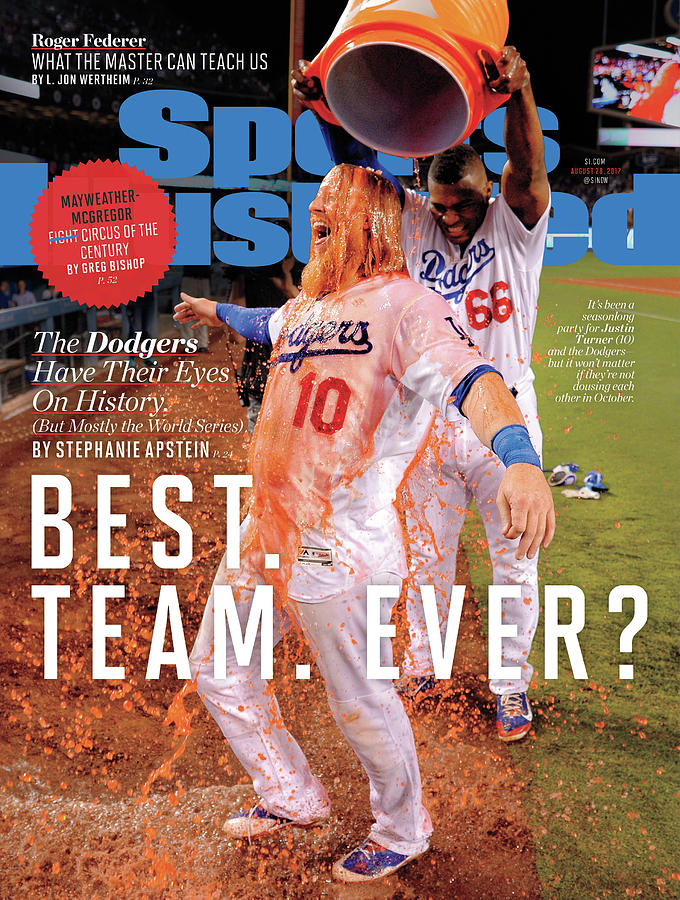 Roger Federer
WHAT THE MASTER CAN TEACH US
BY L. JON WERTHEIM P. 32
Sports
Illustrated
SI.COM
AUGUST 28, 2017
@SINOW
MAYWEATHER-
MCGREGOR
FIGHT CIRCUS OF THE
CENTURY
BY GREG BISHOP
P. 52
The Dodgers
Have Their Eyes
On History.
(But Mostly the World Series)
BY STEPHANIE APSTEIN P. 24
It's been a
seasonlong
party for Justin
Turner (10)
and the Dodgers—
but it won't matter
if they're not
dousing each
other in October.
Dodgers
66
Dodgers
10
LA
BEST.
TEAM. EVER?